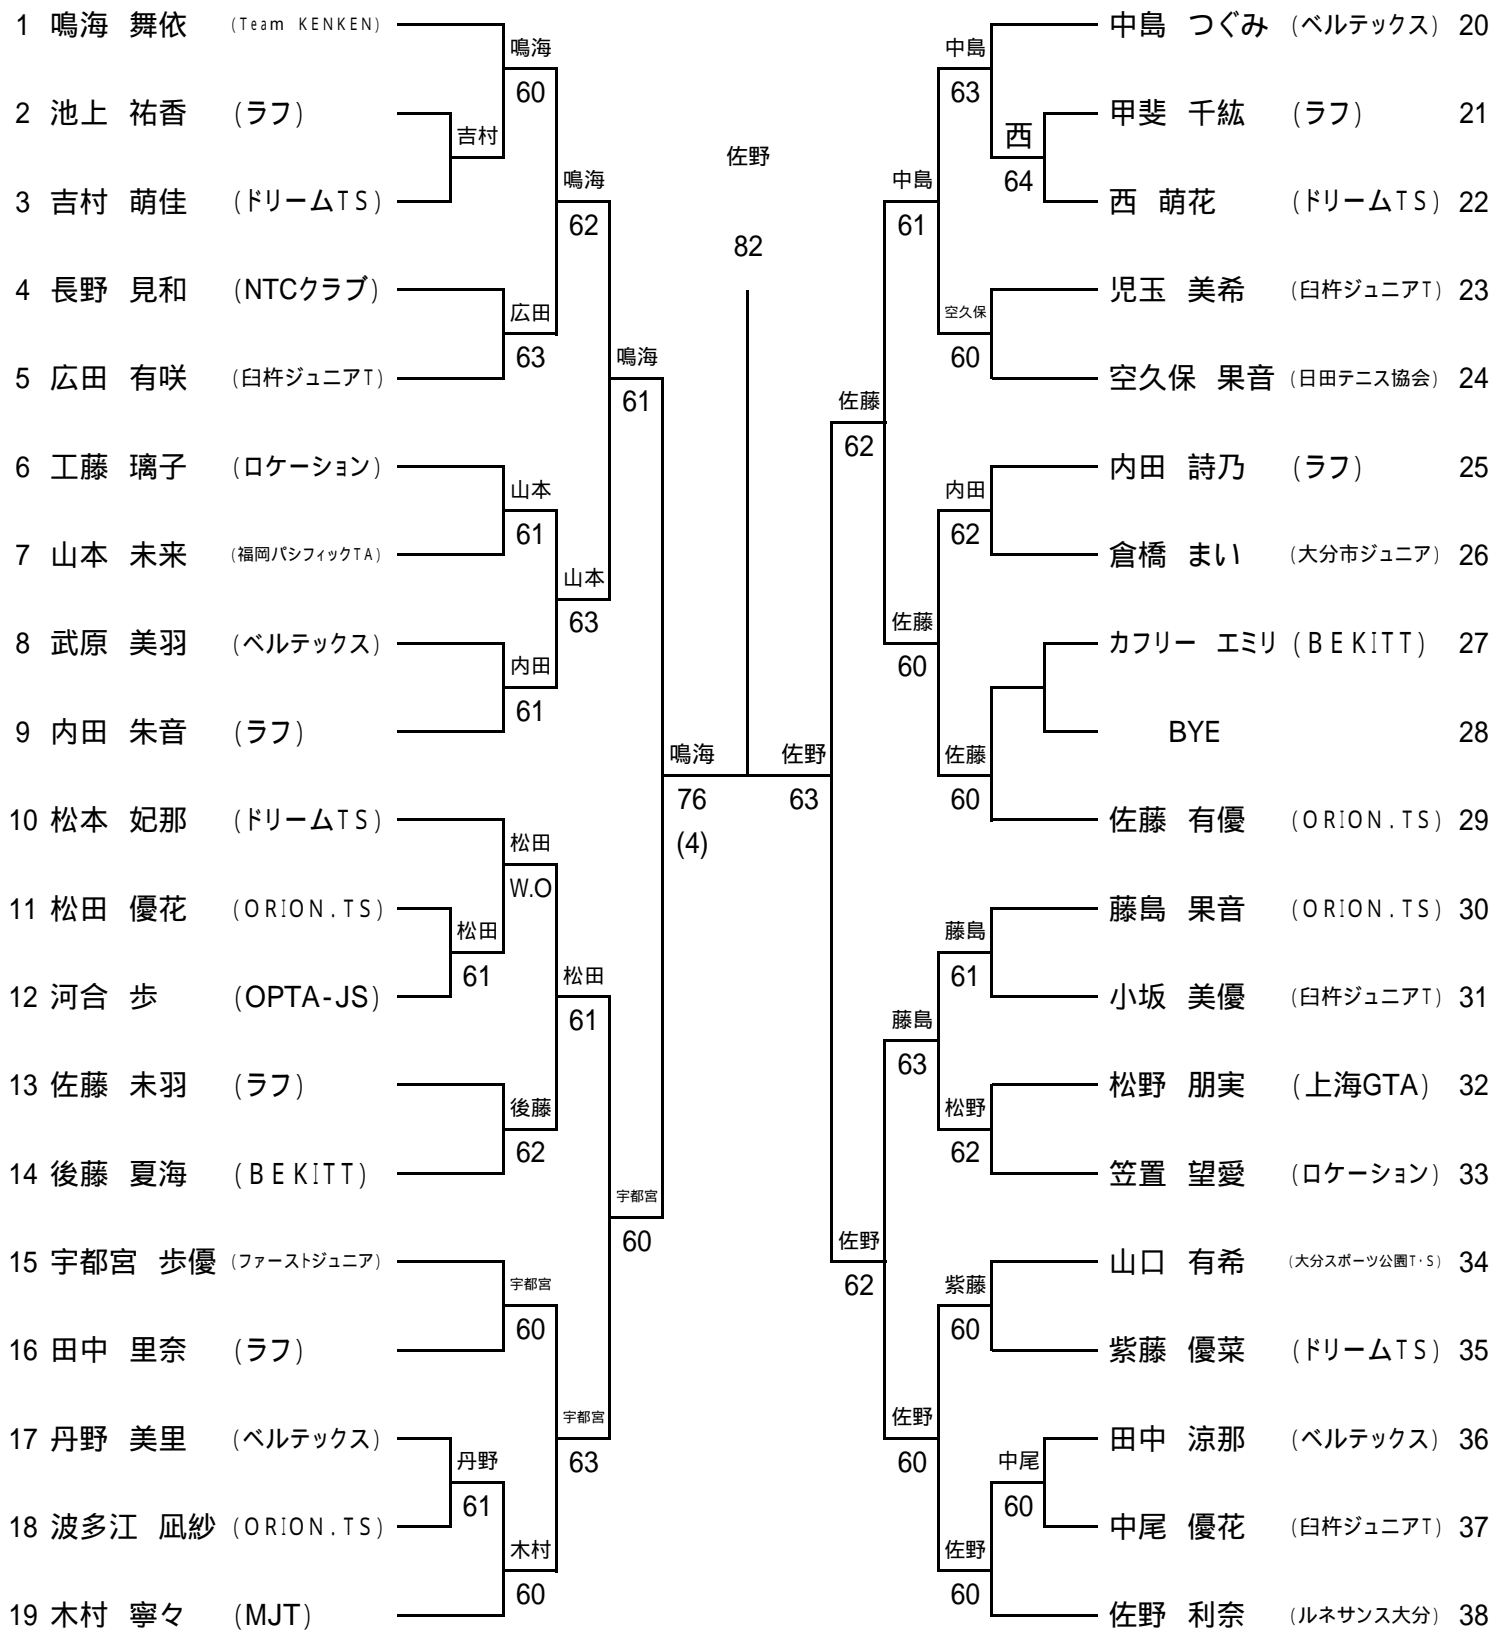 1 鳴海 舞依 (Team KENKEN)
2 池上 祐香 (ラフ)
3 吉村 萌佳 (ドリームTS)
4 長野 見和 (NTCクラブ)
5 広田 有咲 (臼杵ジュニアT)
6 工藤 璃子 (ロケーション)
7 山本 未来 (福岡パシフィックTA)
8 武原 美羽 (ベルテックス)
9 内田 朱音 (ラフ)
10 松本 妃那 (ドリームTS)
11 松田 優花 (ORION.TS)
12 河合 歩 (OPTA-JS)
13 佐藤 未羽 (ラフ)
14 後藤 夏海 (BEKITT)
15 宇都宮 歩優 (ファーストジュニア)
16 田中 里奈 (ラフ)
17 丹野 美里 (ベルテックス)
18 波多江 凪紗 (ORION.TS)
19 木村 寧々 (MJT)
吉村
松田
61
丹野
61
鳴海
60
広田
63
山本
61
内田
61
松田
W.O
後藤
62
宇都宮
60
木村
60
鳴海
62
山本
63
松田
61
宇都宮
63
鳴海
61
宇都宮
60
鳴海
76
(4)
佐野
82
佐野
63
佐藤
62
佐野
62
中島
61
佐藤
60
藤島
63
佐野
60
中島
63
空久保
60
内田
62
佐藤
60
藤島
61
松野
62
紫藤
60
佐野
60
西
64
中尾
60
中島 つぐみ (ベルテックス) 20
甲斐 千紘 (ラフ) 21
西 萌花 (ドリームTS) 22
児玉 美希 (臼杵ジュニアT) 23
空久保 果音 (日田テニス協会) 24
内田 詩乃 (ラフ) 25
倉橋 まい (大分市ジュニア) 26
カフリー エミリ (BEKITT) 27
BYE 28
佐藤 有優 (ORION.TS) 29
藤島 果音 (ORION.TS) 30
小坂 美優 (臼杵ジュニアT) 31
松野 朋実 (上海GTA) 32
笠置 望愛 (ロケーション) 33
山口 有希 (大分スポーツ公園T・S) 34
紫藤 優菜 (ドリームTS) 35
田中 涼那 (ベルテックス) 36
中尾 優花 (臼杵ジュニアT) 37
佐野 利奈 (ルネサンス大分) 38